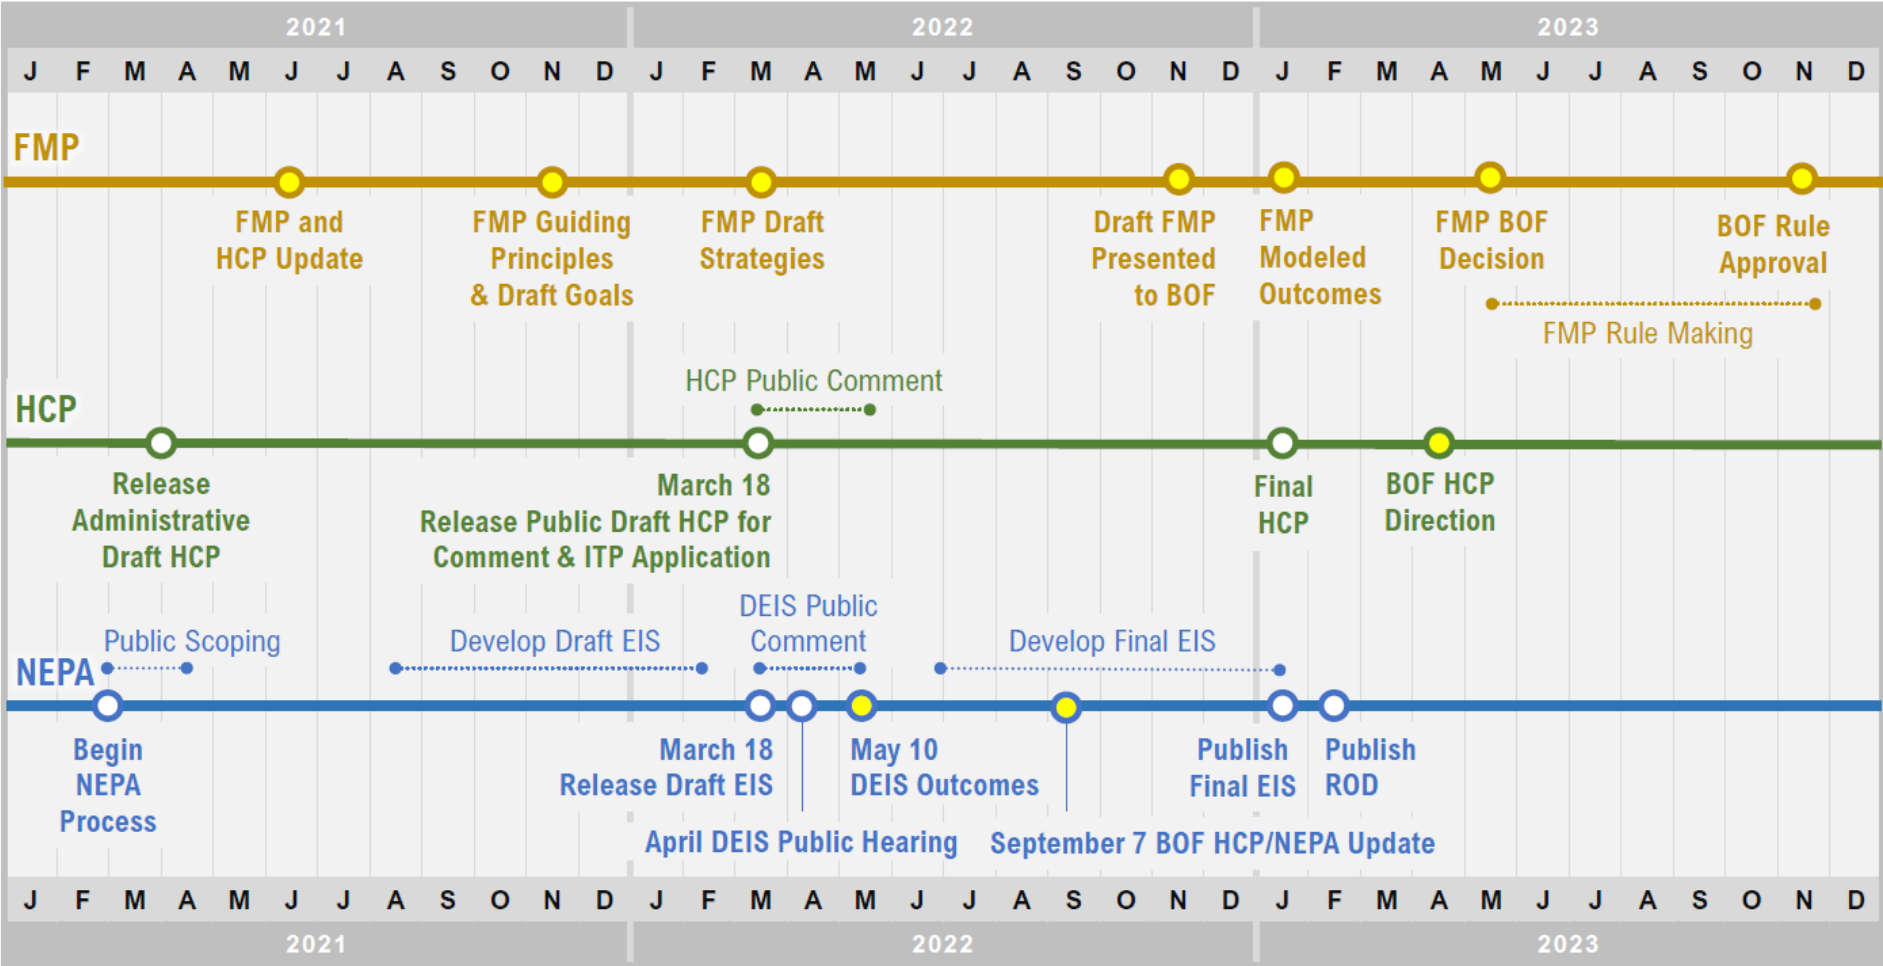 2021 2022 2023
J F M A M J J A S O N D J F M A M J J A S O N D J F M A M J J A S O N D
FMP
FMP and
HCP Update
FMP Guiding
Principles
& Draft Goals
FMP Draft
Strategies
Draft FMP
Presented
to BOF
FMP
Modeled
Outcomes
FMP BOF
Decision
BOF Rule
Approval
FMP Rule Making
HCP Public Comment
HCP
Release
Administrative
Draft HCP
March 18
Release Public Draft HCP for
Comment & ITP Application
Final
HCP
BOF HCP
Direction
Public Scoping
Develop Draft EIS
DEIS Public
Comment
Develop Final EIS
NEPA
Begin
NEPA
Process
March 18
Release Draft EIS
May 10
DEIS Outcomes
Publish
Final EIS
Publish
ROD
April DEIS Public Hearing
September 7 BOF HCP/NEPA Update
J F M A M J J A S O N D J F M A M J J A S O N D J F M A M J J A S O N D
2021 2022 2023